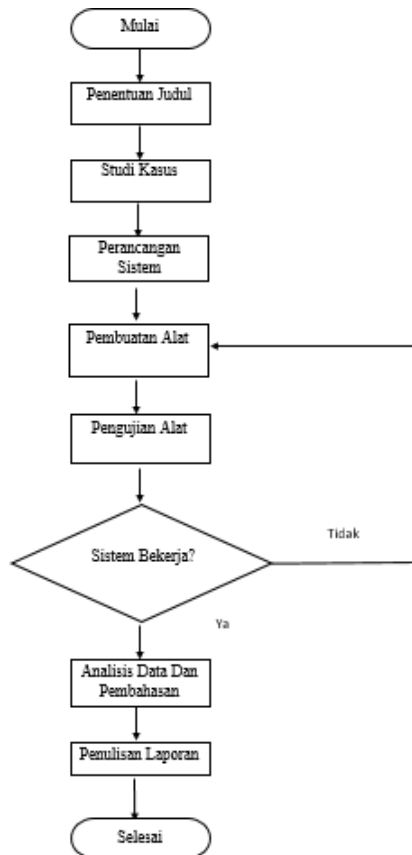 Mulai
Penentuan Judul
Studi Kasus
Perancangan
Sistem
Pembuatan Alat
Pengujian Alat
Sistem Bekerja?
Tidak
Ya
Analisis Data Dan
Pembahasan
Penulisan Laporan
Selesai